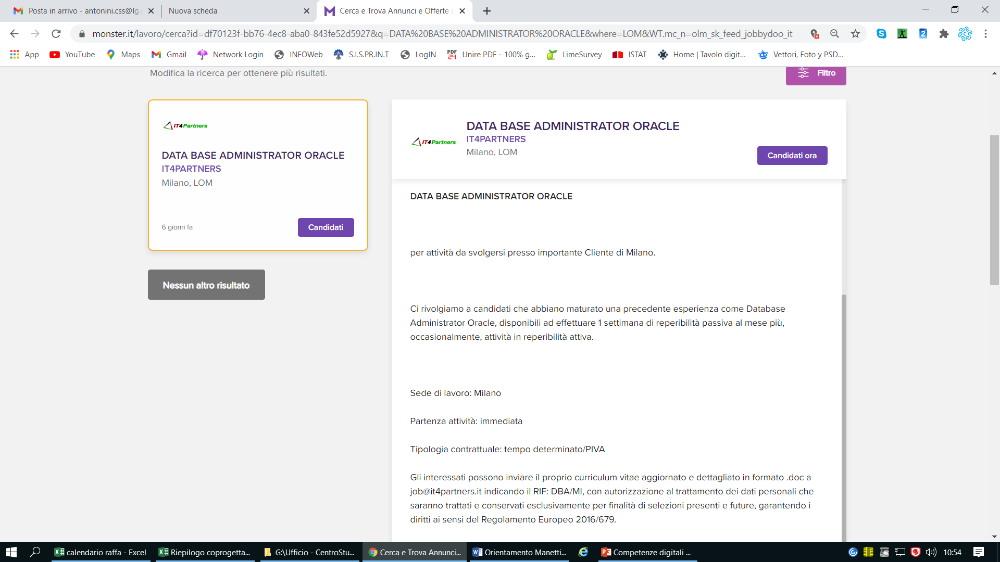 Posta in arrivo - antonini.css@lg.
Nuova scheda
Cerca e Trova Annunci e Offerte
monster.it/lavoro/cerca?id=df70123f-bb76-4ec8-aba0-843fe52d5927&q=DATA%20BASE%20ADMINISTRATOR%20ORACLE&where=LOM&WT.mc_n=olm_sk_feed_jobbydoo_it
App YouTube Maps Gmail Network Login INFOWeb S.I.S.PR.IN.T LogIN PDF 24 Unire PDF - 100% g... LimeSurvey ISTAT Home | Tavolo digit... Vettori, Foto y PSD...
Modifica la ricerca per ottenere più risultati.
Filtro
IT4Partners
DATA BASE ADMINISTRATOR ORACLE
IT4PARTNERS
Milano, LOM
6 giorni fa
Candidati
Nessun altro risultato
IT4Partners
DATA BASE ADMINISTRATOR ORACLE
IT4PARTNERS
Milano, LOM
Candidati ora
DATA BASE ADMINISTRATOR ORACLE
per attività da svolgersi presso importante Cliente di Milano.
Ci rivolgiamo a candidati che abbiano maturato una precedente esperienza come Database
Administrator Oracle, disponibili ad effettuare 1 settimana di reperibilità passiva al mese più,
occasionalmente, attività in reperibilità attiva.
Sede di lavoro: Milano
Partenza attività: immediata
Tipologia contrattuale: tempo determinato/PIVA
Gli interessati possono inviare il proprio curriculum vitae aggiornato e dettagliato in formato .doc a
job@it4partners.it indicando il RIF: DBA/MI, con autorizzazione al trattamento dei dati personali che
saranno trattati e conservati esclusivamente per finalità di selezioni presenti e future, garantendo i
diritti ai sensi del Regolamento Europeo 2016/679.
calendario raffa - Excel
Riepilogo coprogetta...
G:\Ufficio - CentroStu...
Cerca e Trova Annunci...
Orientamento Manetti...
Competenze digitali ...
10:54